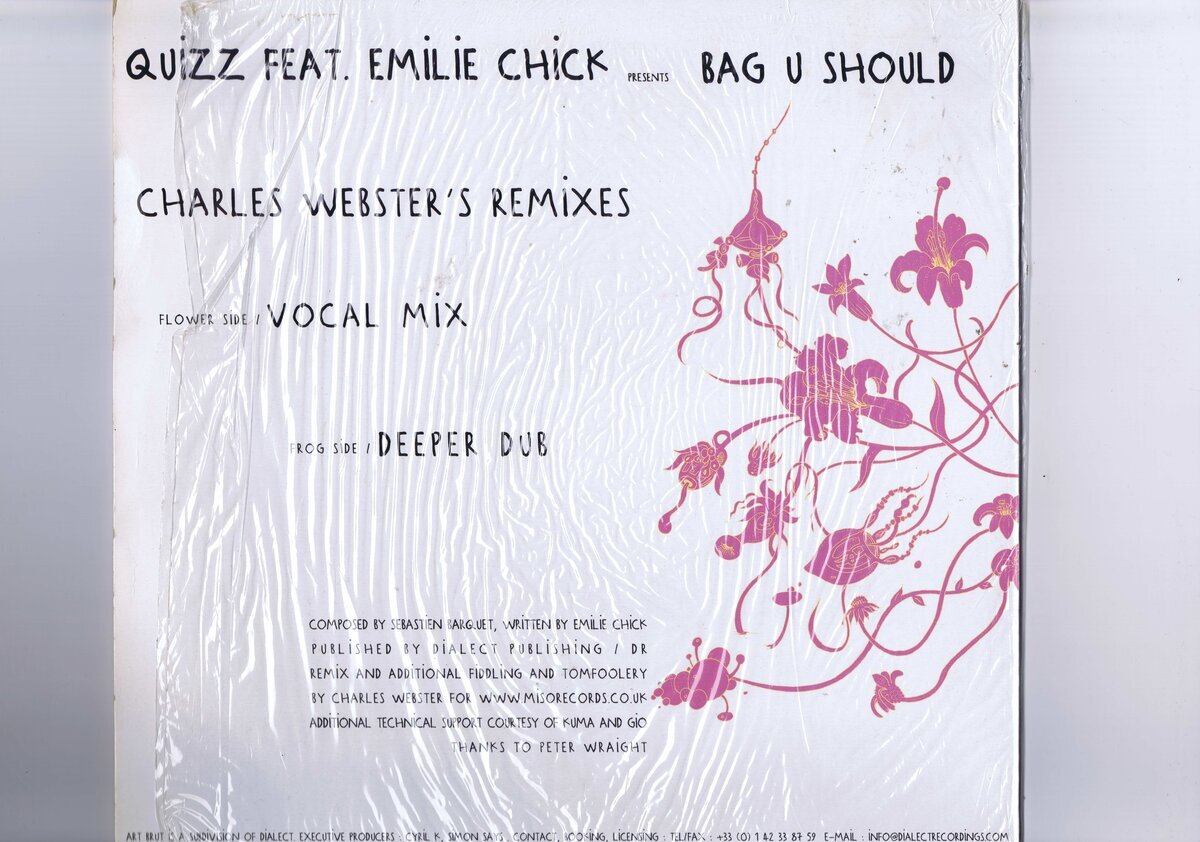 QUIZZ FEAT. EMILIE CHICK PRESENTS BAG U SHOULD
CHARLES WEBSTER'S REMIXES
FLOWER SIDE / VOCAL MIX
FROG SIDE / DEEPER DUB
COMPOSED BY SEBASTIEN BARQUET, WRITTEN BY EMILIE CHICK
PUBLISHED BY DIALECT PUBLISHING / DR
REMIX AND ADDITIONAL FIDDLING AND TOMFOOLERY
BY CHARLES WEBSTER FOR WWW.MISORECORDS.CO.UK
ADDITIONAL TECHNICAL SUPPORT COURTESY OF KUMA AND GIO
THANKS TO PETER WRAIGHT
ART BRUT IS A SUBDIVISION OF DIALECT. EXECUTIVE PRODUCERS : CYRIL K, SIMON SAYS . CONTACT, BOOKING, LICENSING : TEL/FAX : +33 (0) 1 42 33 87 59 E-MAIL : INFO@DIALECTRECORDINGS.COM